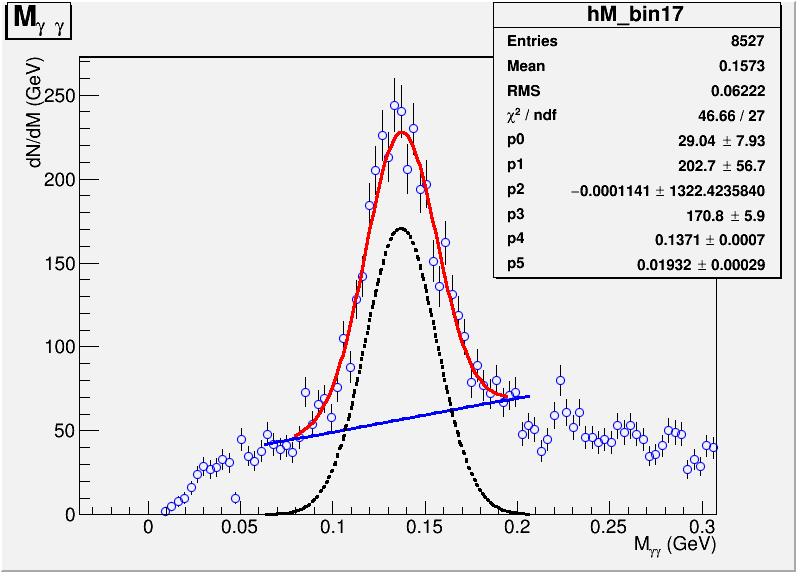 M_γ γ
hM_bin17
Entries 8527
Mean 0.1573
RMS 0.06222
χ² / ndf 46.66 / 27
p0 29.04 ± 7.93
p1 202.7 ± 56.7
p2 −0.0001141 ± 1322.4235840
p3 170.8 ± 5.9
p4 0.1371 ± 0.0007
p5 0.01932 ± 0.00029
dN/dM (GeV)
250
200
150
100
50
0
0 0.05 0.1 0.15 0.2 0.25 0.3
M_γγ (GeV)